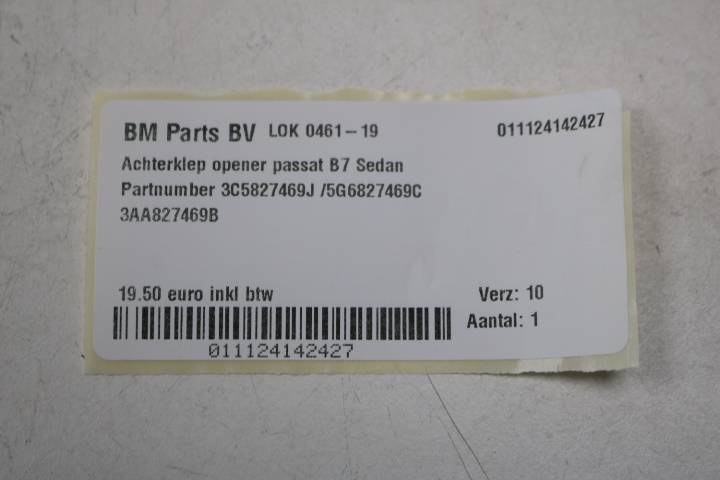 BM Parts BV LOK 0461-19 011124142427
Achterklep opener passat B7 Sedan
Partnumber 3C5827469J /5G6827469C
3AA827469B
19.50 euro inkl btw Verz: 10
Aantal: 1
011124142427